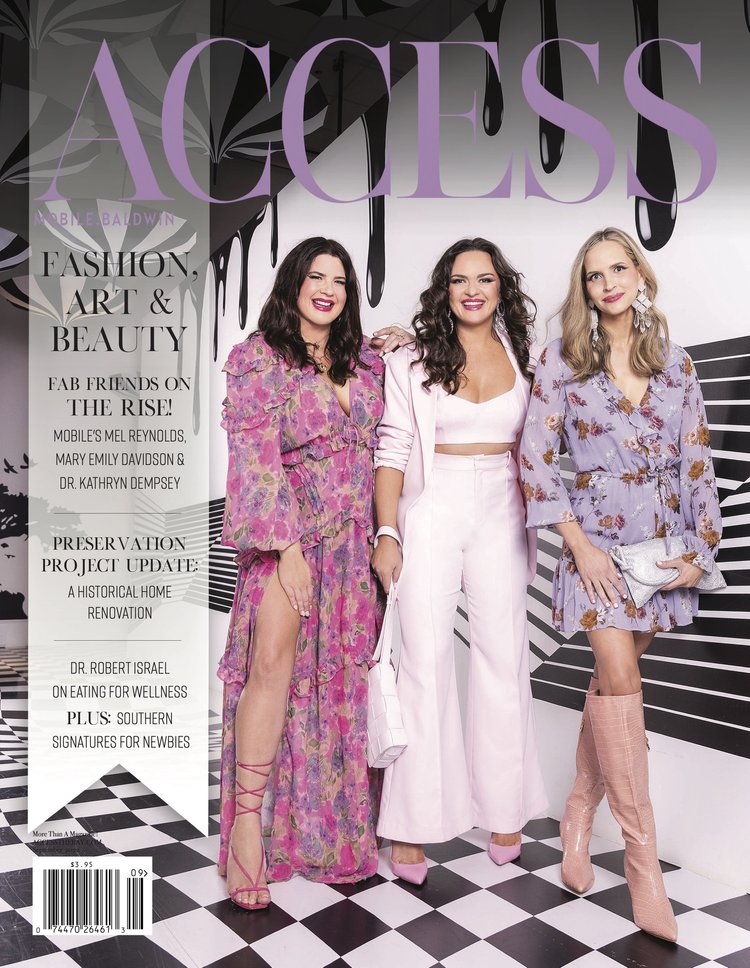 ACCESS
MOBILE·BALDWIN
FASHION,
ART &
BEAUTY
FAB FRIENDS ON
THE RISE!
MOBILE'S MEL REYNOLDS,
MARY EMILY DAVIDSON &
DR. KATHRYN DEMPSEY
PRESERVATION
PROJECT UPDATE:
A HISTORICAL HOME
RENOVATION
DR. ROBERT ISRAEL
ON EATING FOR WELLNESS
PLUS: SOUTHERN
SIGNATURES FOR NEWBIES
More Than A Magazine!
ACCESSTHEBAY.COM
$3.95
09>
0 74470 26461 3